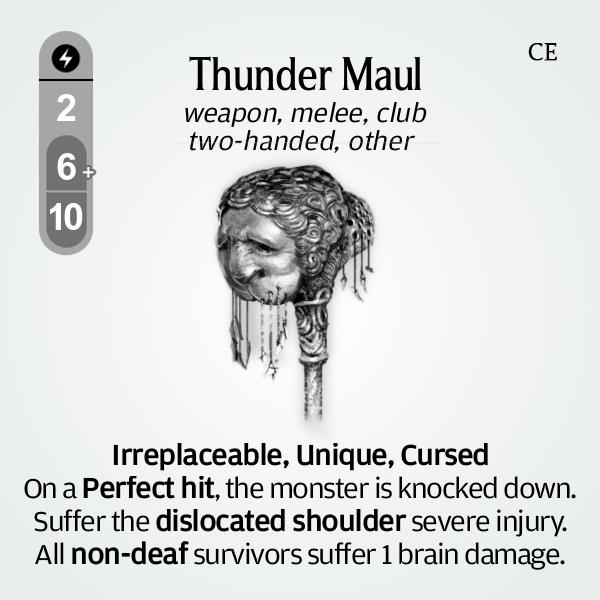 CE
Thunder Maul
weapon, melee, club
two-handed, other
2
6+
10
Irreplaceable, Unique, Cursed
On a Perfect hit, the monster is knocked down.
Suffer the dislocated shoulder severe injury.
All non-deaf survivors suffer 1 brain damage.